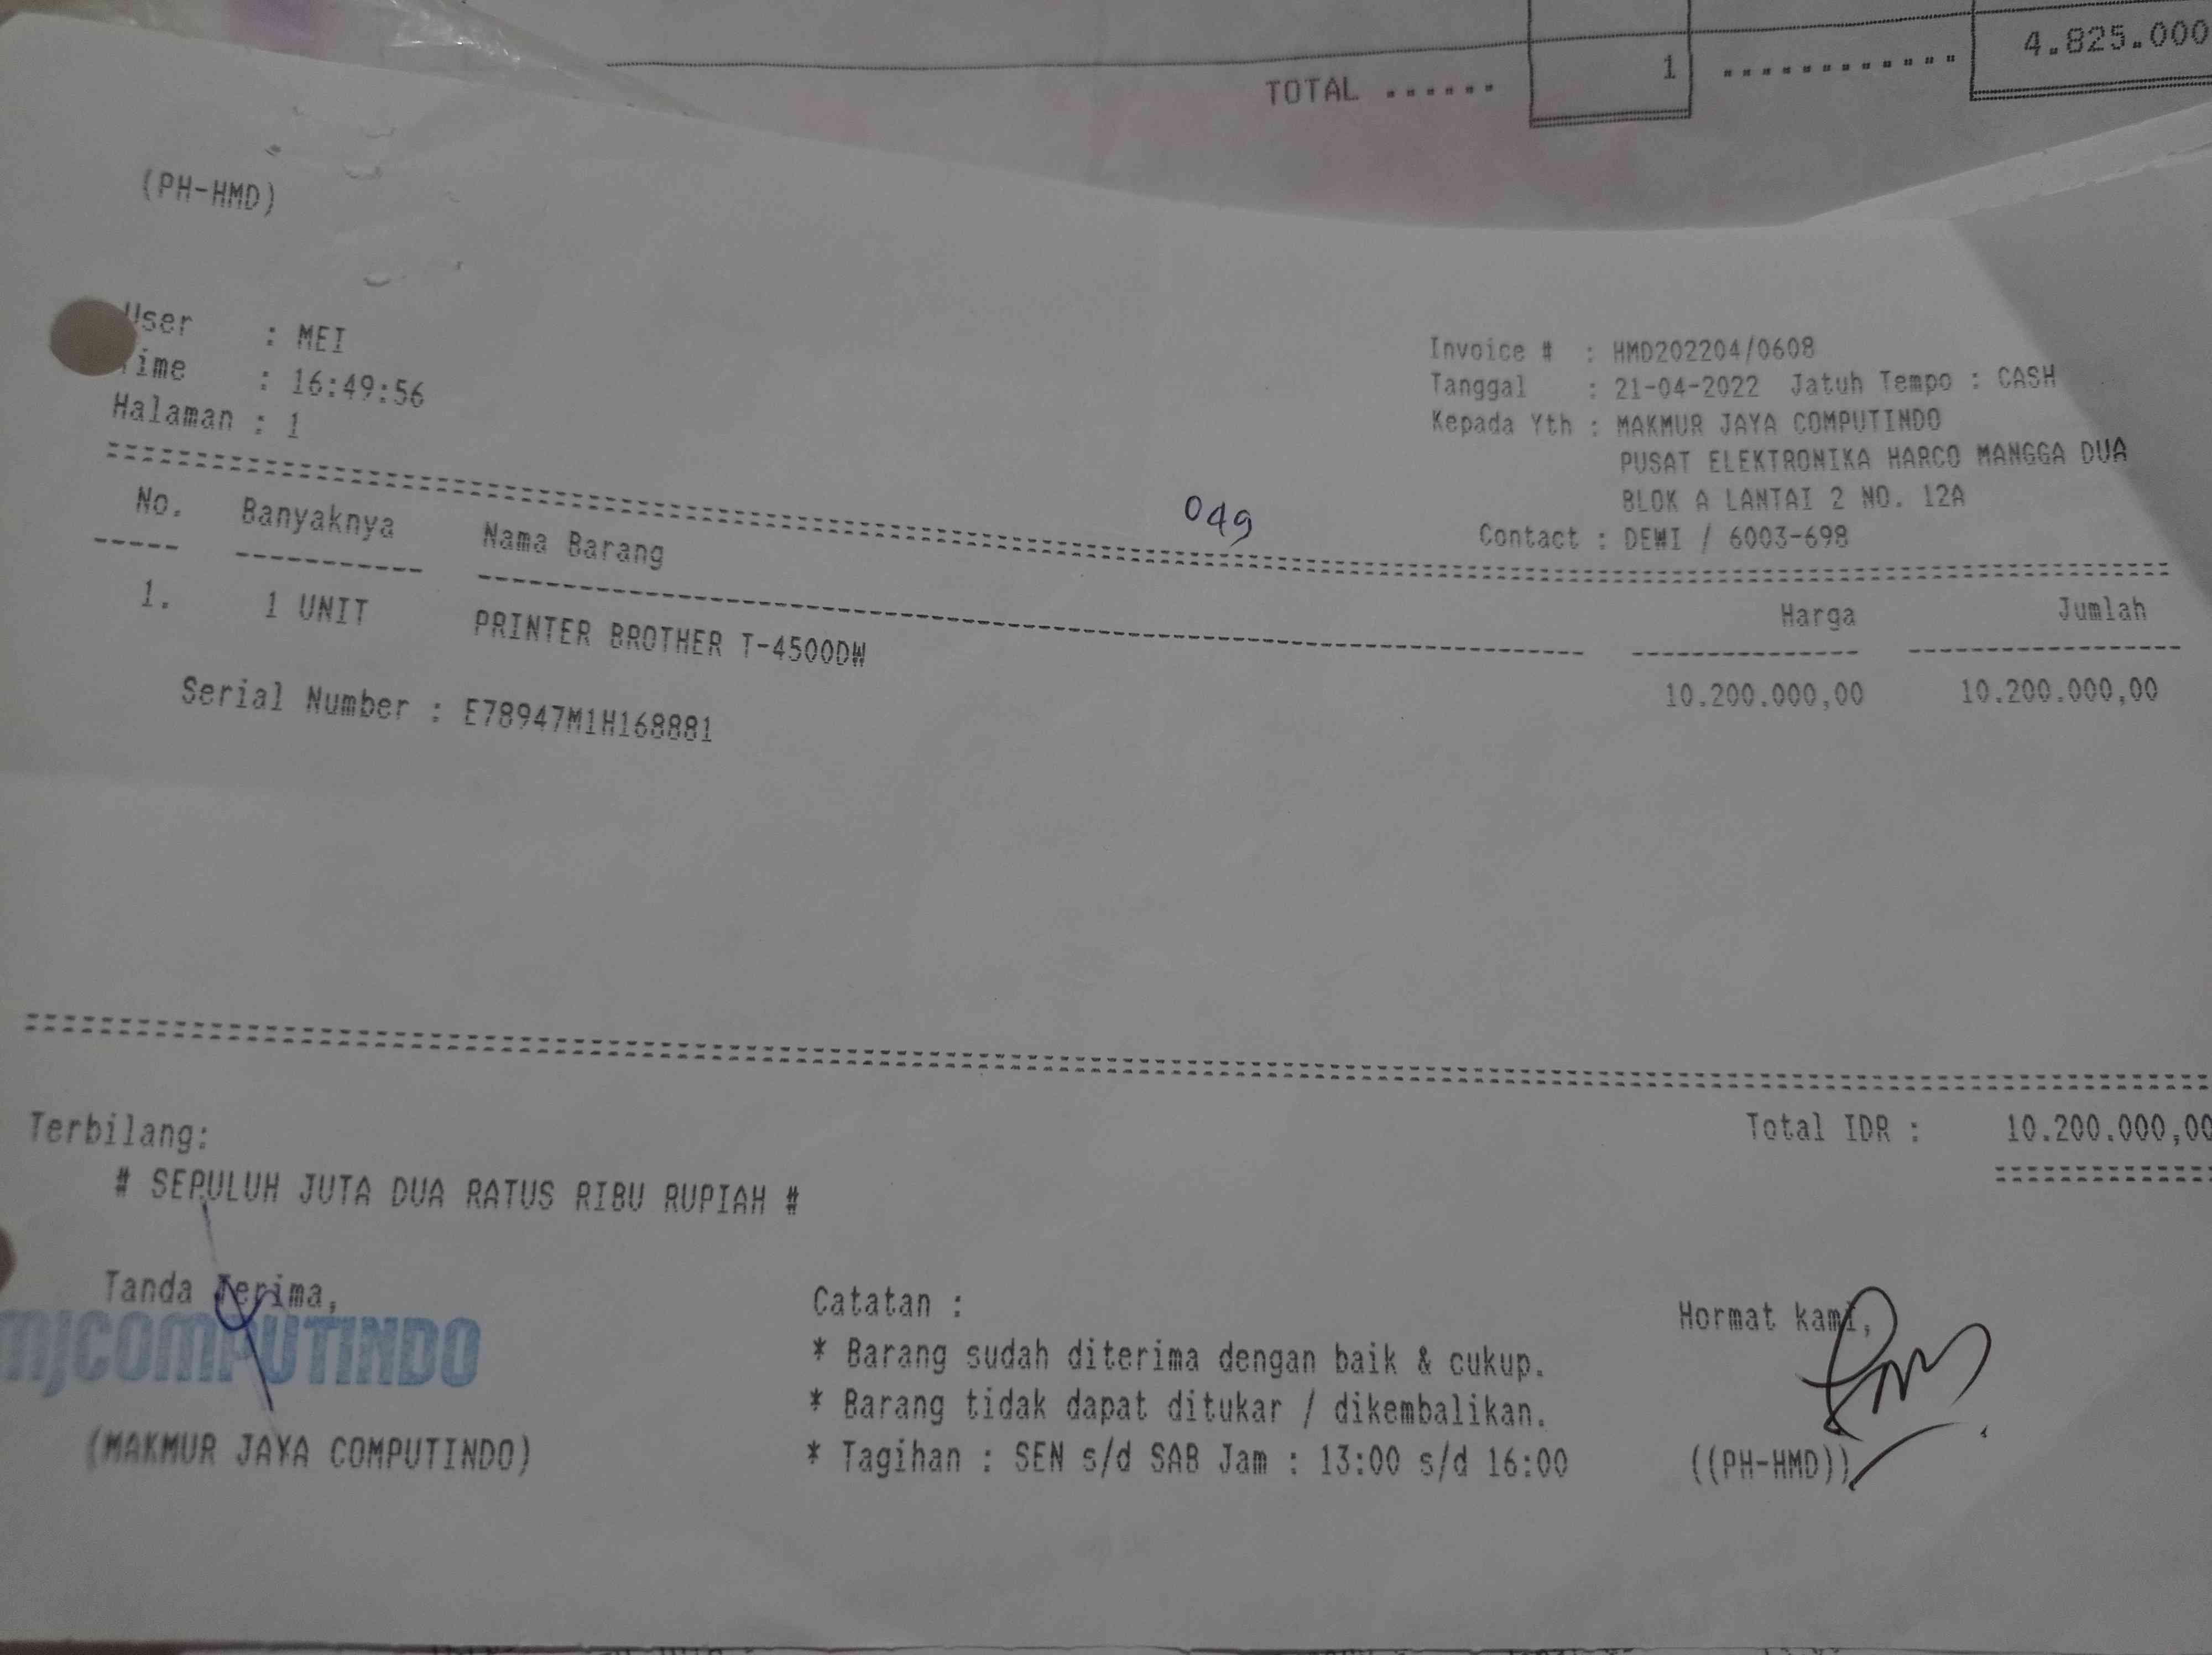 TOTAL ...... 1 ............ 4.825.000
(PH-HMD)
User : MEI
Time : 16:49:56
Halaman : 1
Invoice # : HMD202204/0608
Tanggal : 21-04-2022 Jatuh Tempo : CASH
Kepada Yth : MAKMUR JAYA COMPUTINDO
PUSAT ELEKTRONIKA HARCO MANGGA DUA
BLOK A LANTAI 2 NO. 12A
Contact : DEWI / 6003-698
049
No. Banyaknya Nama Barang Harga Jumlah
1. 1 UNIT PRINTER BROTHER T-4500DW 10.200.000,00 10.200.000,00
Serial Number : E78947M1H168881
Total IDR : 10.200.000,00
Terbilang:
# SEPULUH JUTA DUA RATUS RIBU RUPIAH #
Tanda Terima,
mjcomputindo
(MAKMUR JAYA COMPUTINDO)
Catatan :
* Barang sudah diterima dengan baik & cukup.
* Barang tidak dapat ditukar / dikembalikan.
* Tagihan : SEN s/d SAB Jam : 13:00 s/d 16:00
Hormat kami,
((PH-HMD))